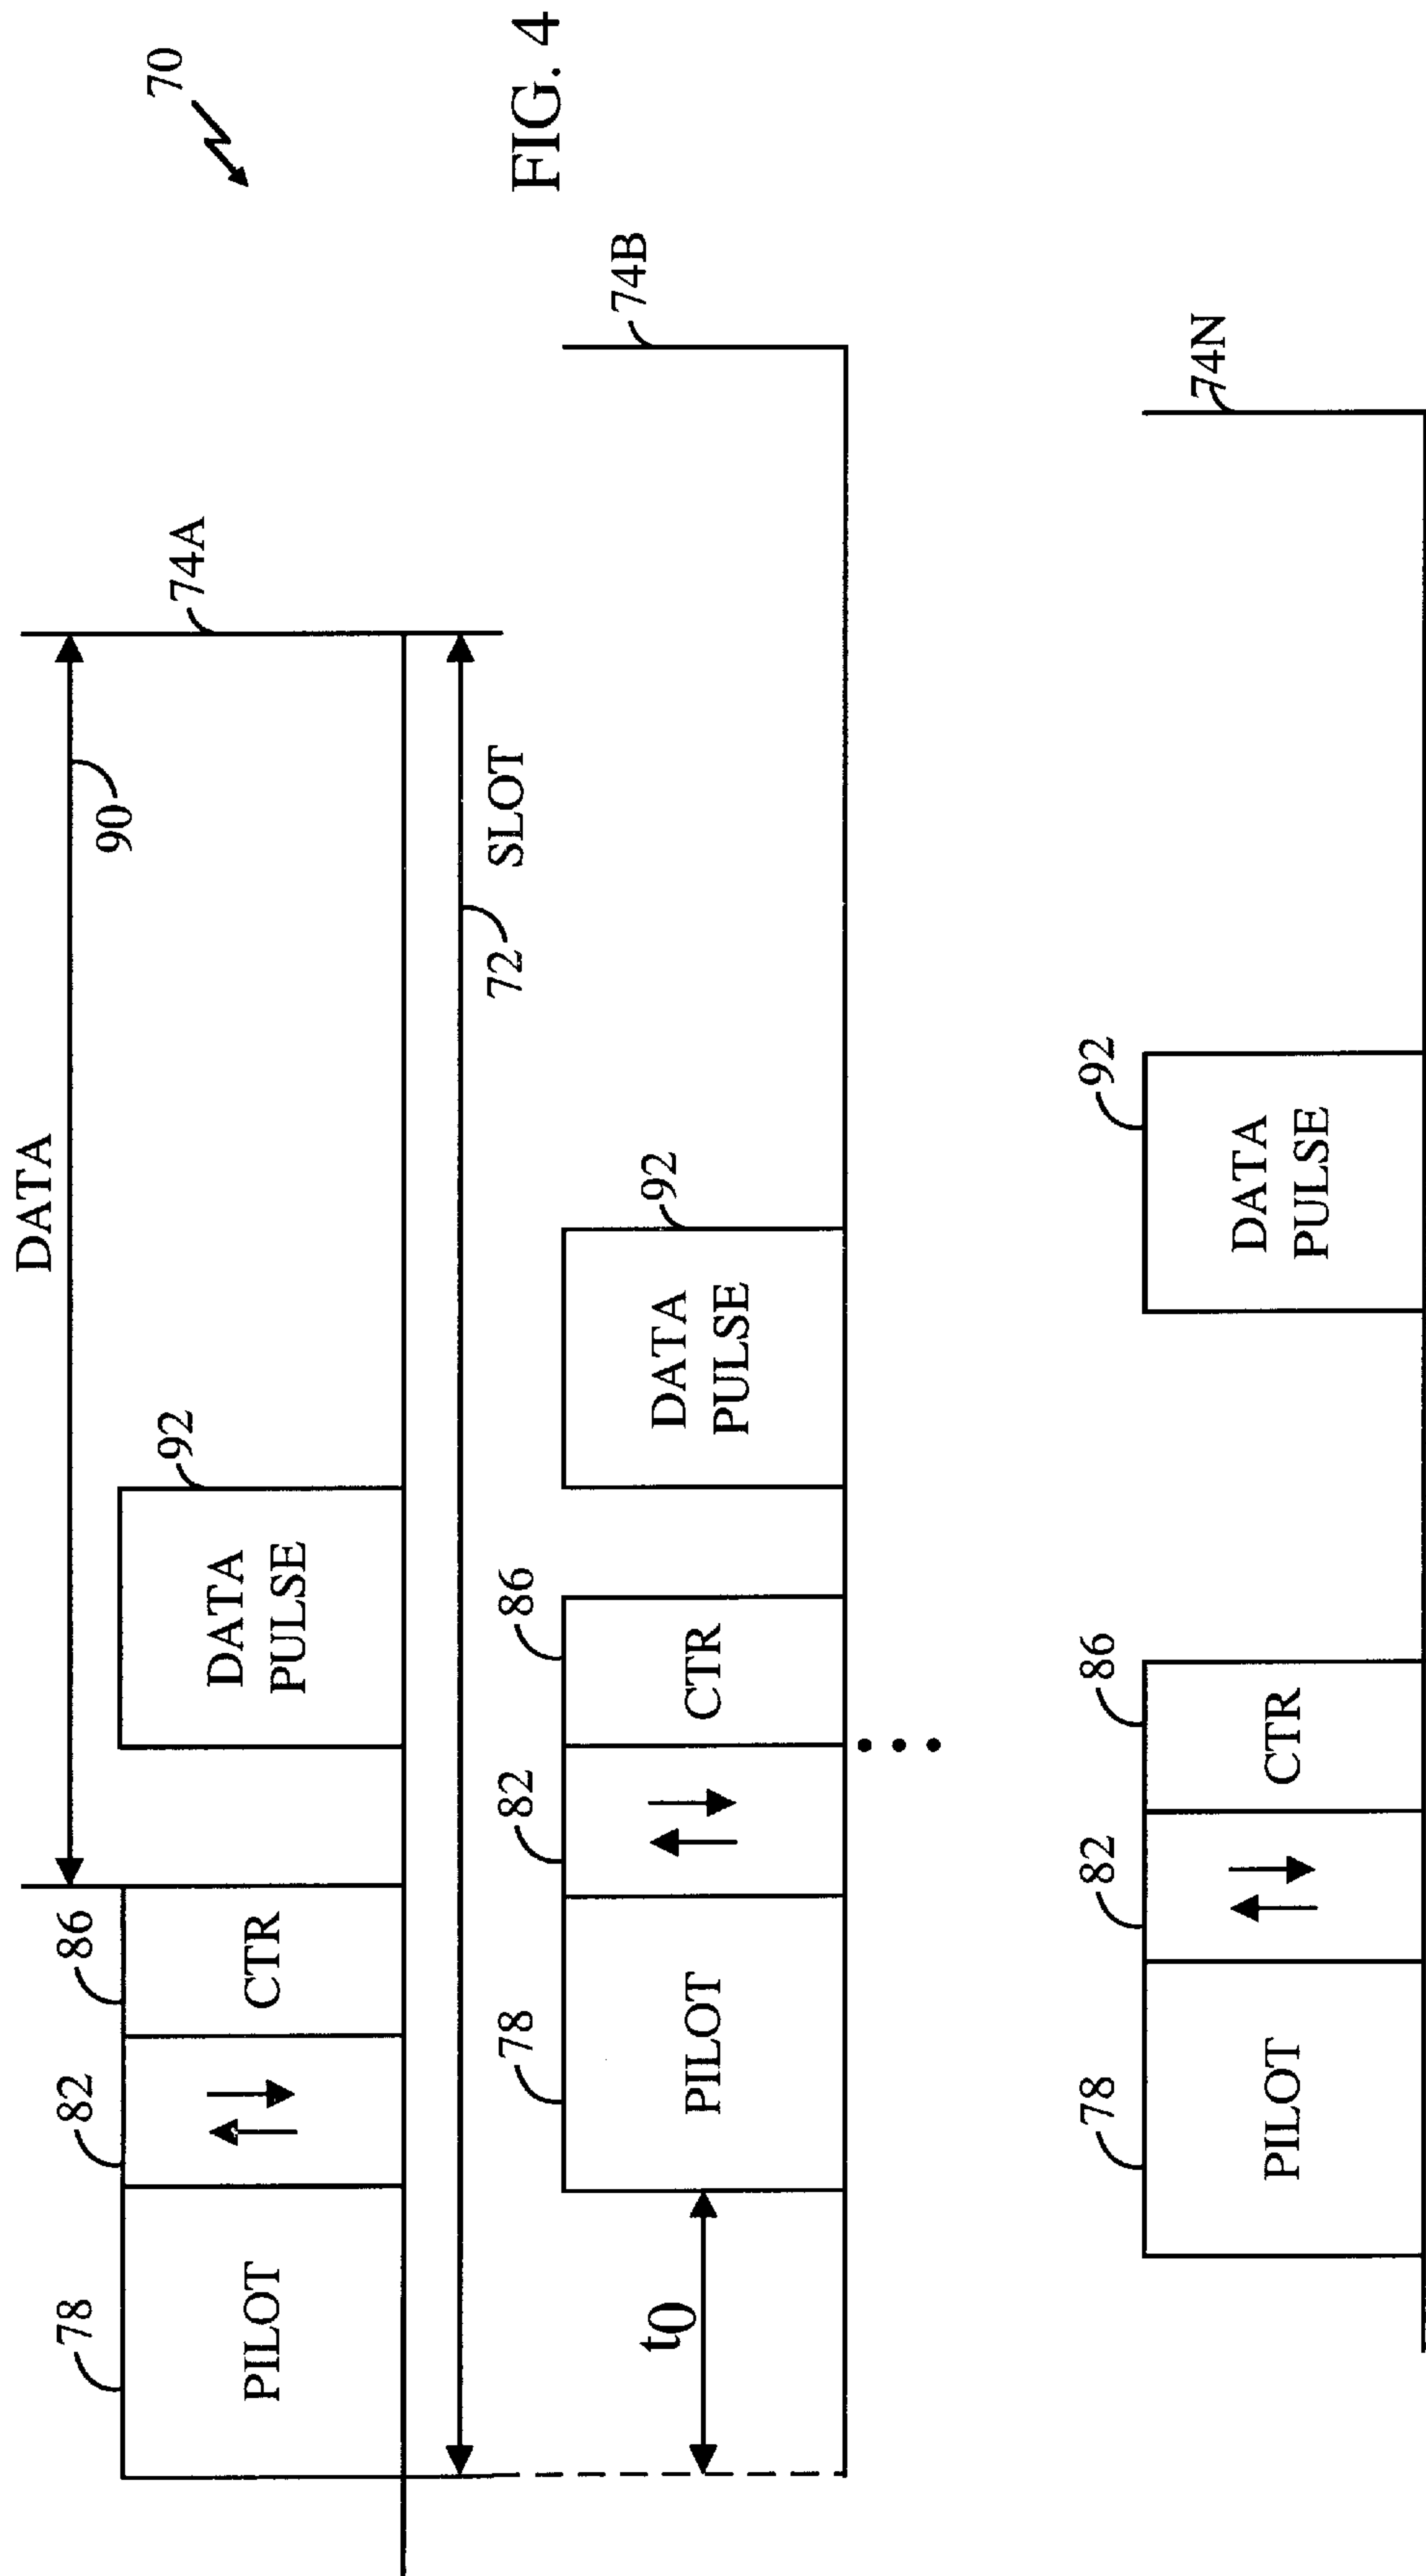 70
DATA
90
74A
78
82
86
92
PILOT
CTR
DATA
PULSE
72
SLOT
FIG. 4
74B
t0
78
82
86
92
PILOT
CTR
DATA
PULSE
74N
78
82
86
92
PILOT
CTR
DATA
PULSE